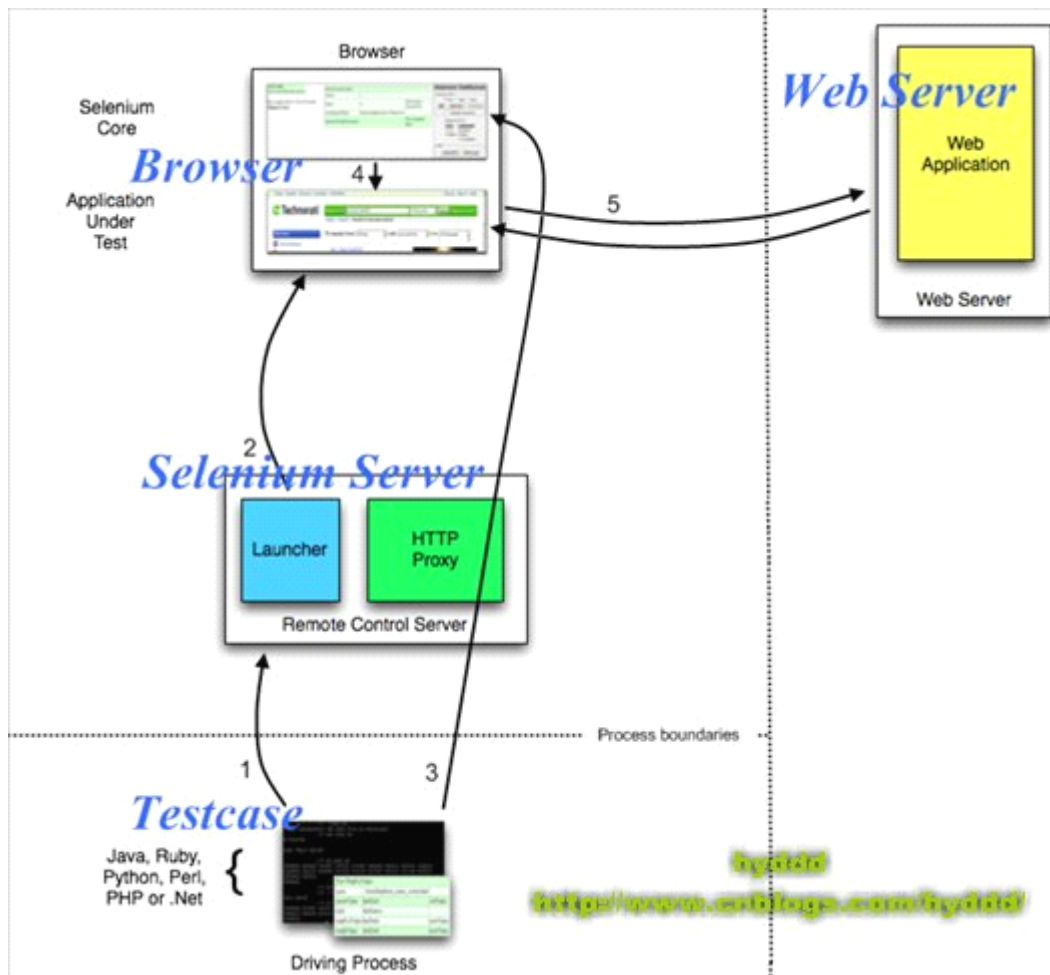 Browser
Selenium
Core
Browser
4
Application
Under
Test
Technorati
5
Web Server
Web
Application
Web Server
2
Selenium Server
Launcher
HTTP
Proxy
Remote Control Server
Process boundaries
1
3
Testcase
Java, Ruby,
Python, Perl,
PHP or .Net
{
Driving Process
hyddd
http://www.cnblogs.com/hyddd/